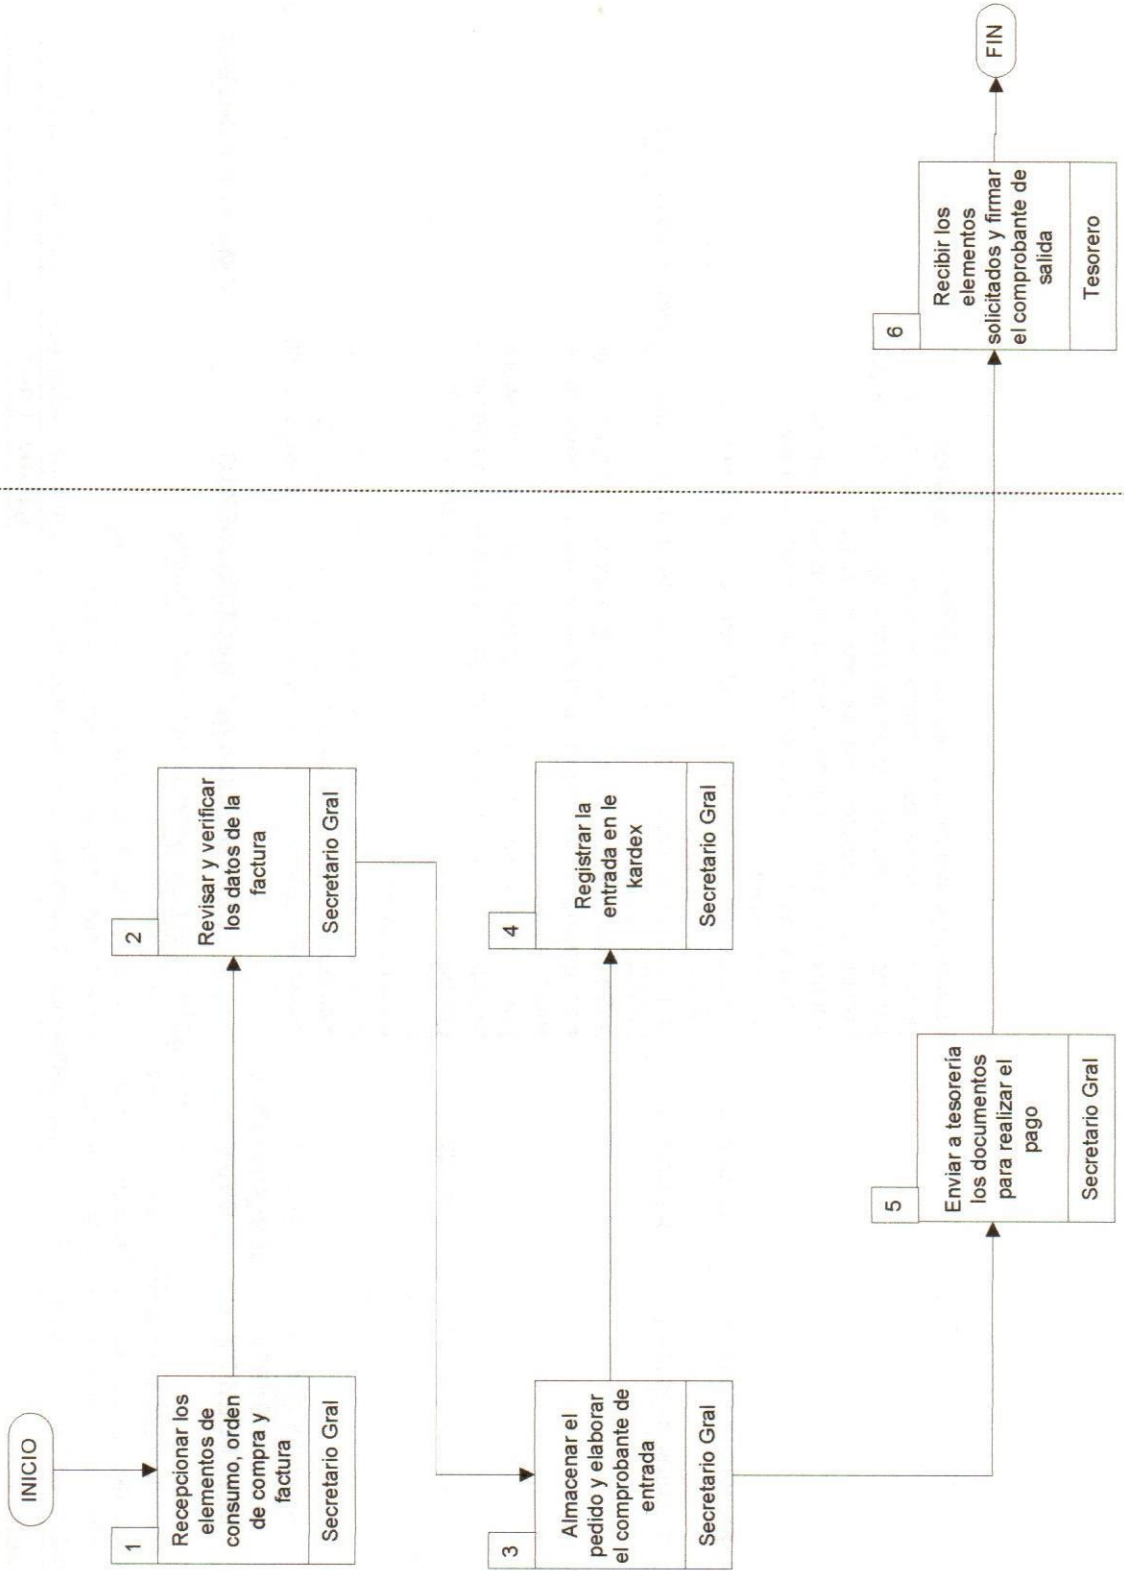 INICIO
1
Recepcionar los
elementos de
consumo, orden
de compra y
factura
Secretario Gral
2
Revisar y verificar
los datos de la
factura
Secretario Gral
3
Almacenar el
pedido y elaborar
el comprobante de
entrada
Secretario Gral
4
Registrar la
entrada en le
kardex
Secretario Gral
5
Enviar a tesorería
los documentos
para realizar el
pago
Secretario Gral
6
Recibir los
elementos
solicitados y firmar
el comprobante de
salida
Tesorero
FIN